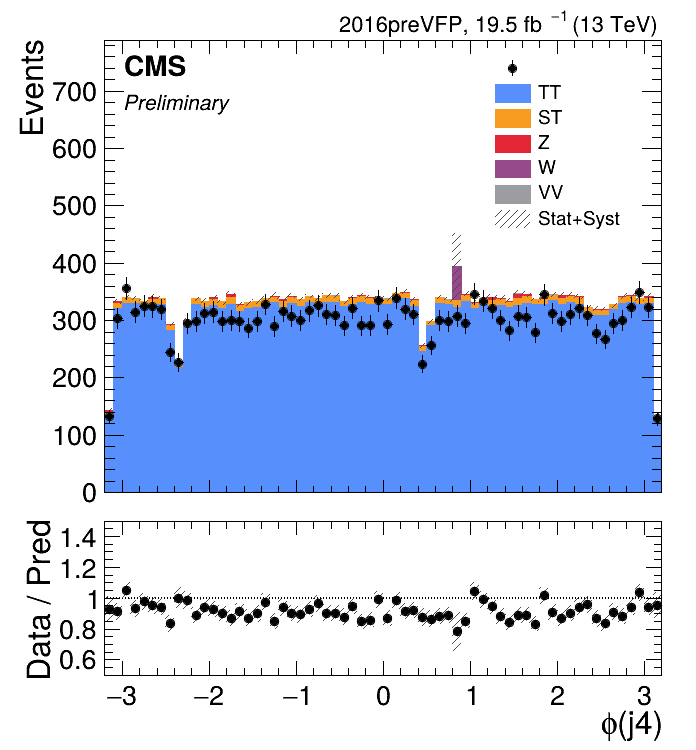 2016preVFP, 19.5 fb⁻¹ (13 TeV)
CMS
Preliminary
TT
ST
Z
W
VV
Stat+Syst
Events
700
600
500
400
300
200
100
0
Data / Pred
1.4
1.2
1
0.8
0.6
−3 −2 −1 0 1 2 3
ϕ(j4)